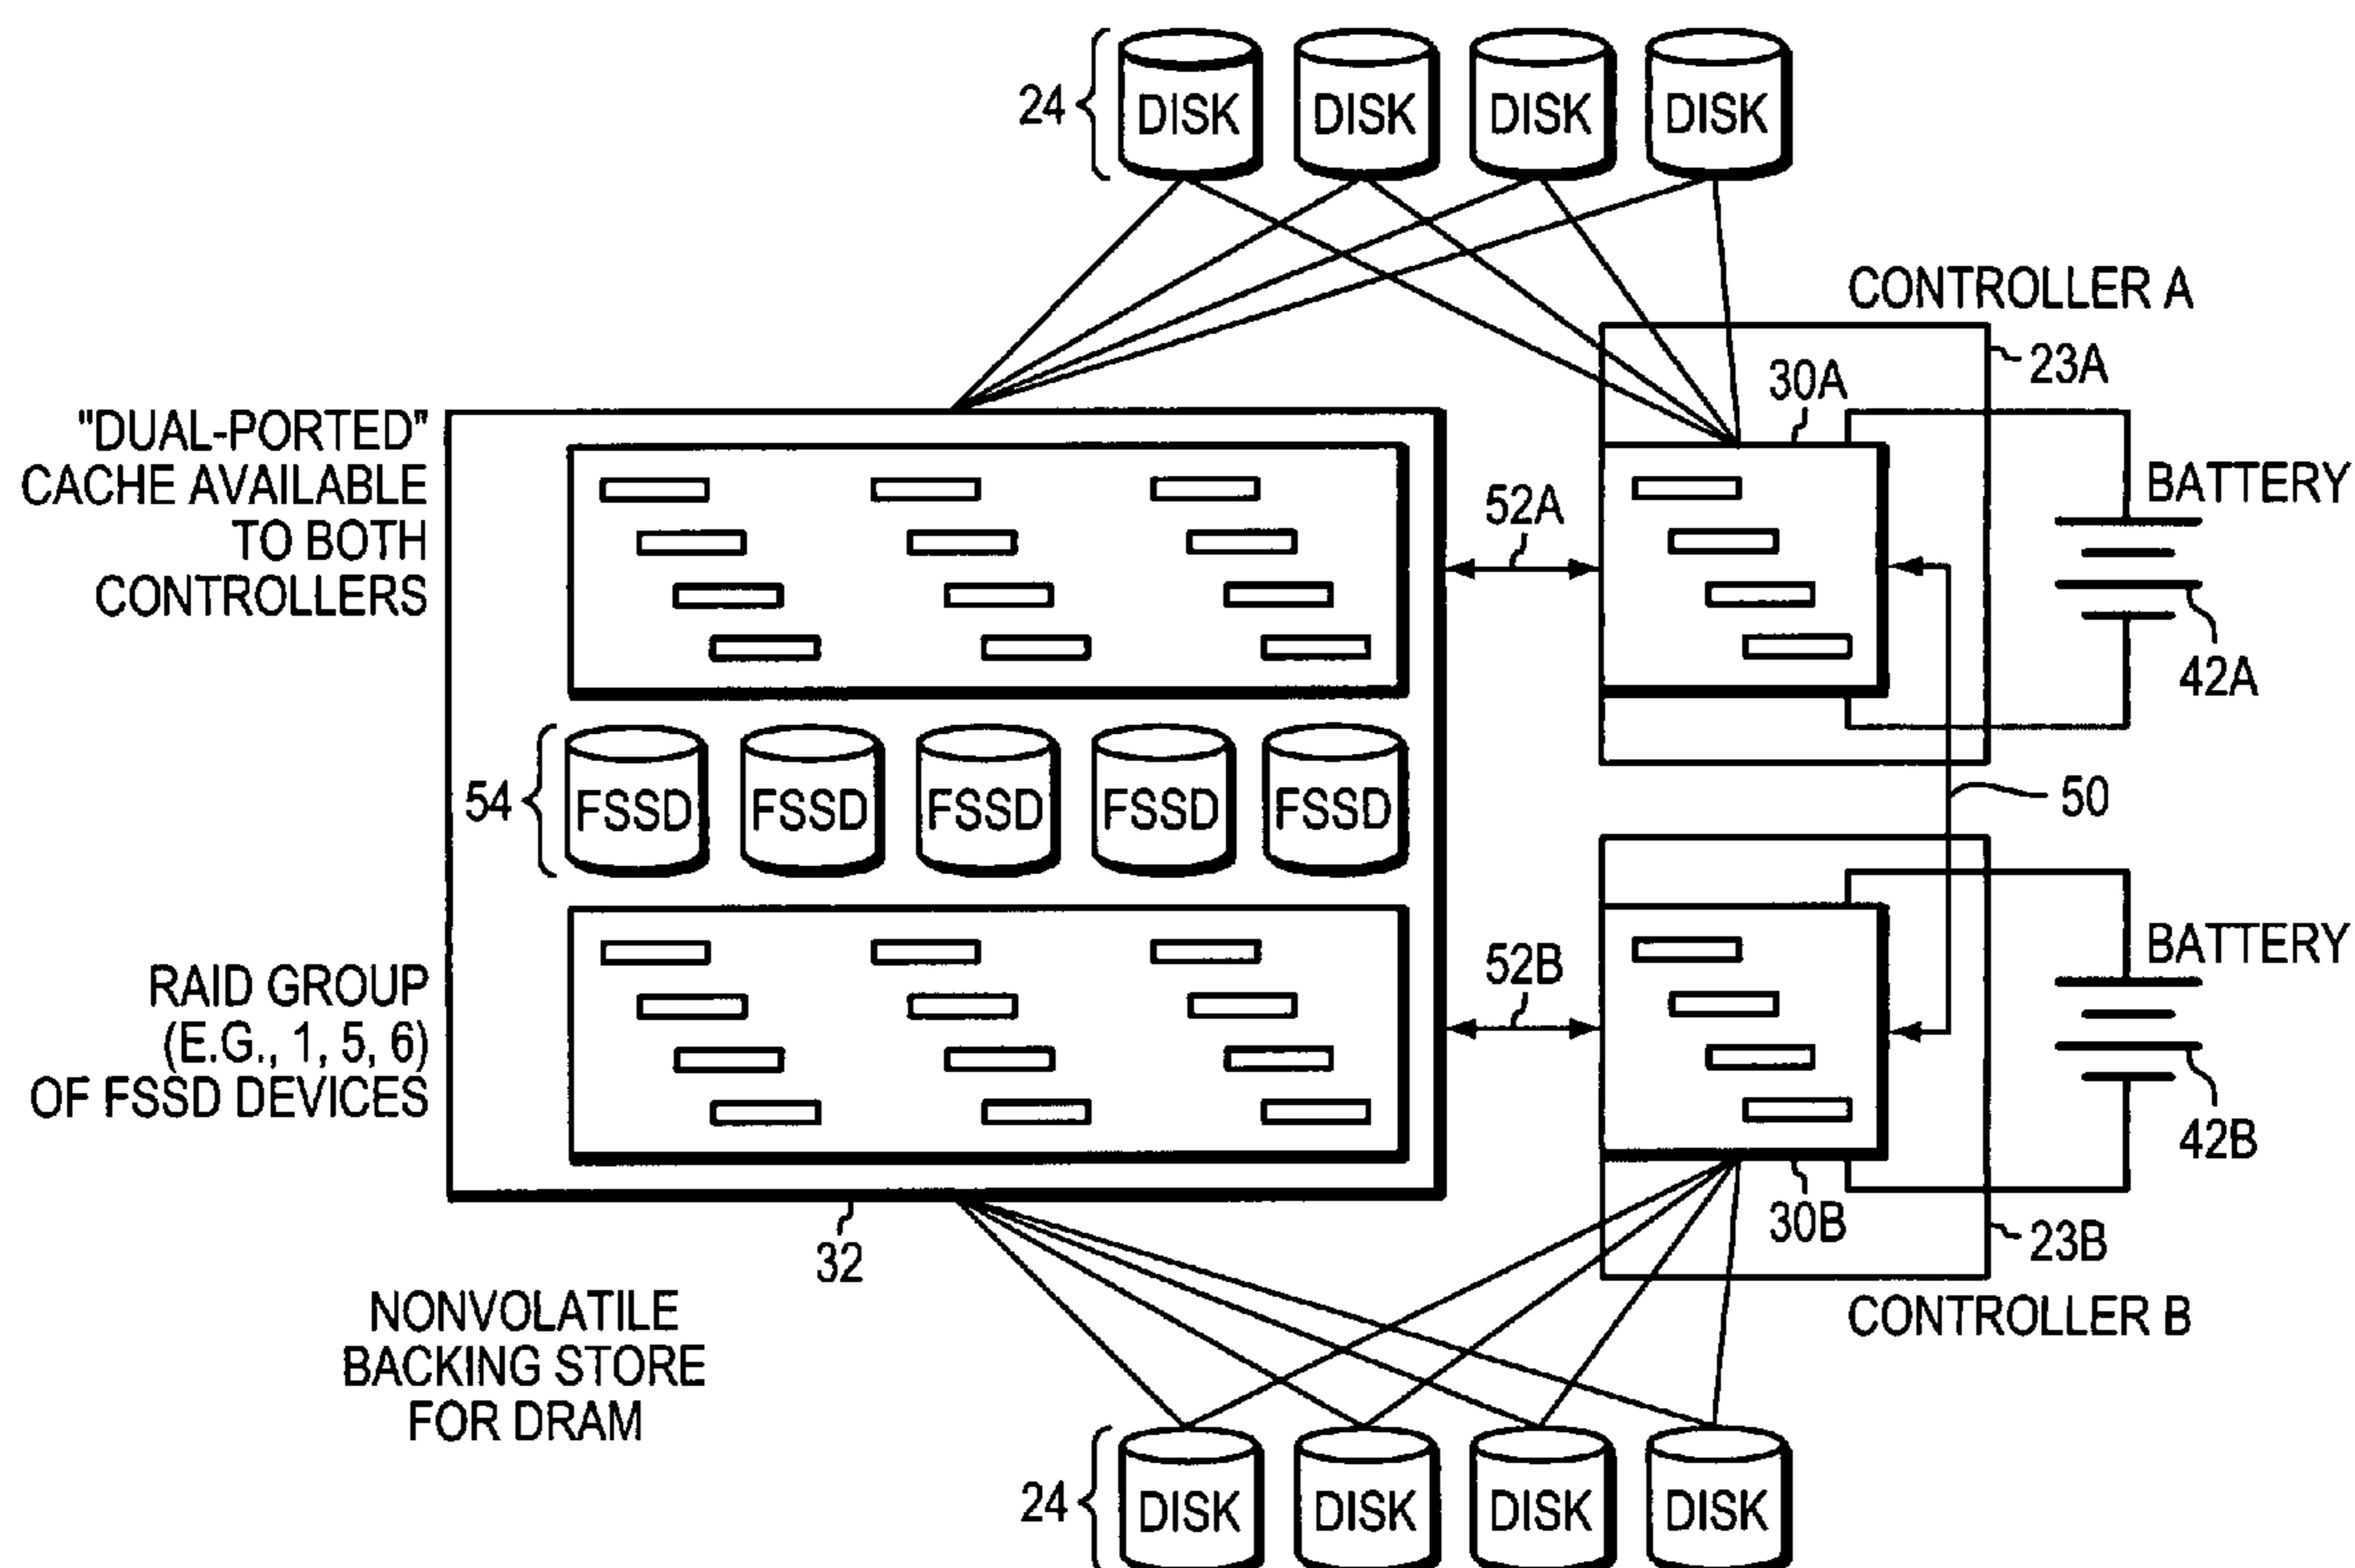 24
DISK
DISK
DISK
DISK
CONTROLLER A
23A
30A
"DUAL-PORTED"
CACHE AVAILABLE
TO BOTH
CONTROLLERS
52A
BATTERY
42A
54
FSSD
FSSD
FSSD
FSSD
FSSD
50
RAID GROUP
(E.G., 1, 5, 6)
OF FSSD DEVICES
52B
BATTERY
42B
32
30B
23B
NONVOLATILE
BACKING STORE
FOR DRAM
CONTROLLER B
24
DISK
DISK
DISK
DISK